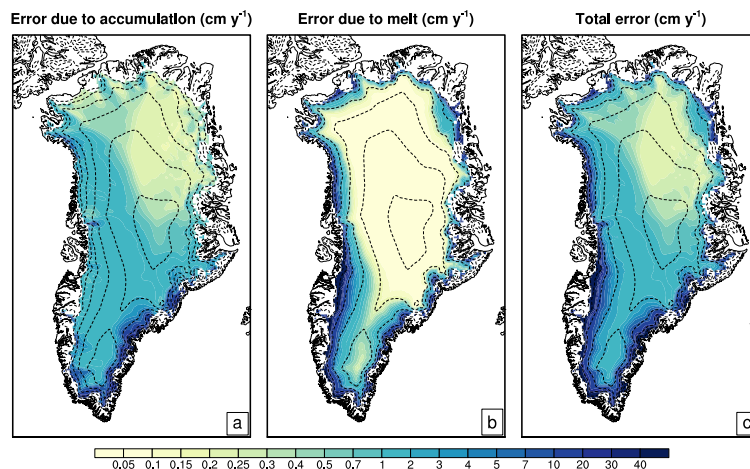 Error due to accumulation (cm y⁻¹) Error due to melt (cm y⁻¹) Total error (cm y⁻¹)
a b c
0.05 0.1 0.15 0.2 0.25 0.3 0.4 0.5 0.7 1 2 3 4 5 7 10 20 30 40